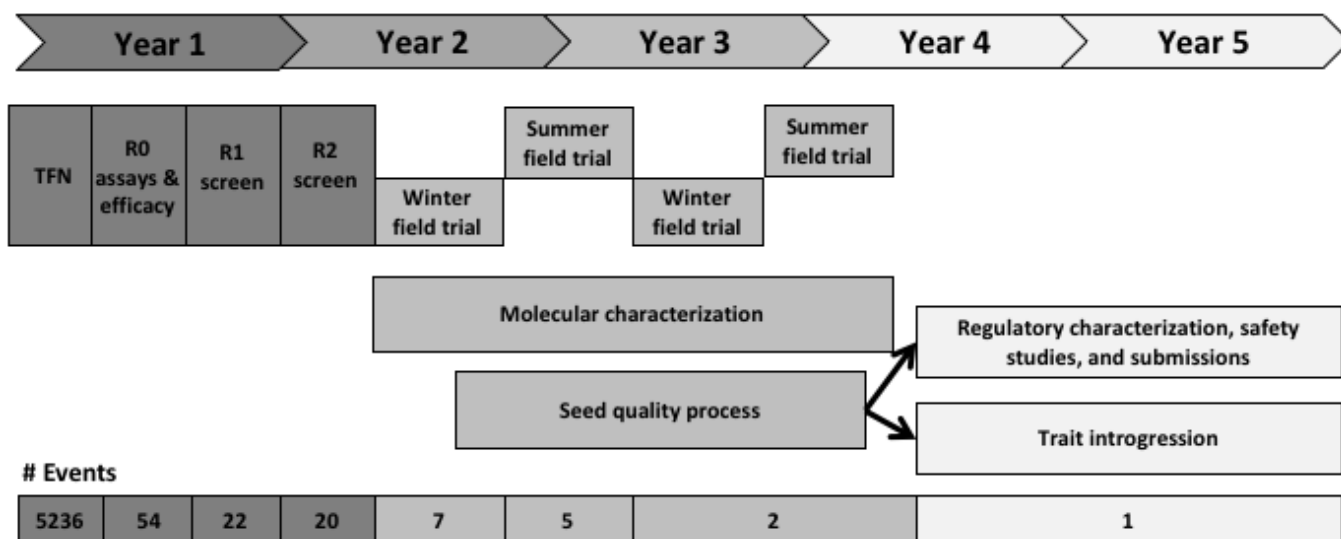 Year 1
Year 2
Year 3
Year 4
Year 5
TFN
R0
assays &
efficacy
R1
screen
R2
screen
Winter
field trial
Summer
field trial
Winter
field trial
Summer
field trial
Molecular characterization
Seed quality process
Regulatory characterization, safety
studies, and submissions
Trait introgression
# Events
5236
54
22
20
7
5
2
1